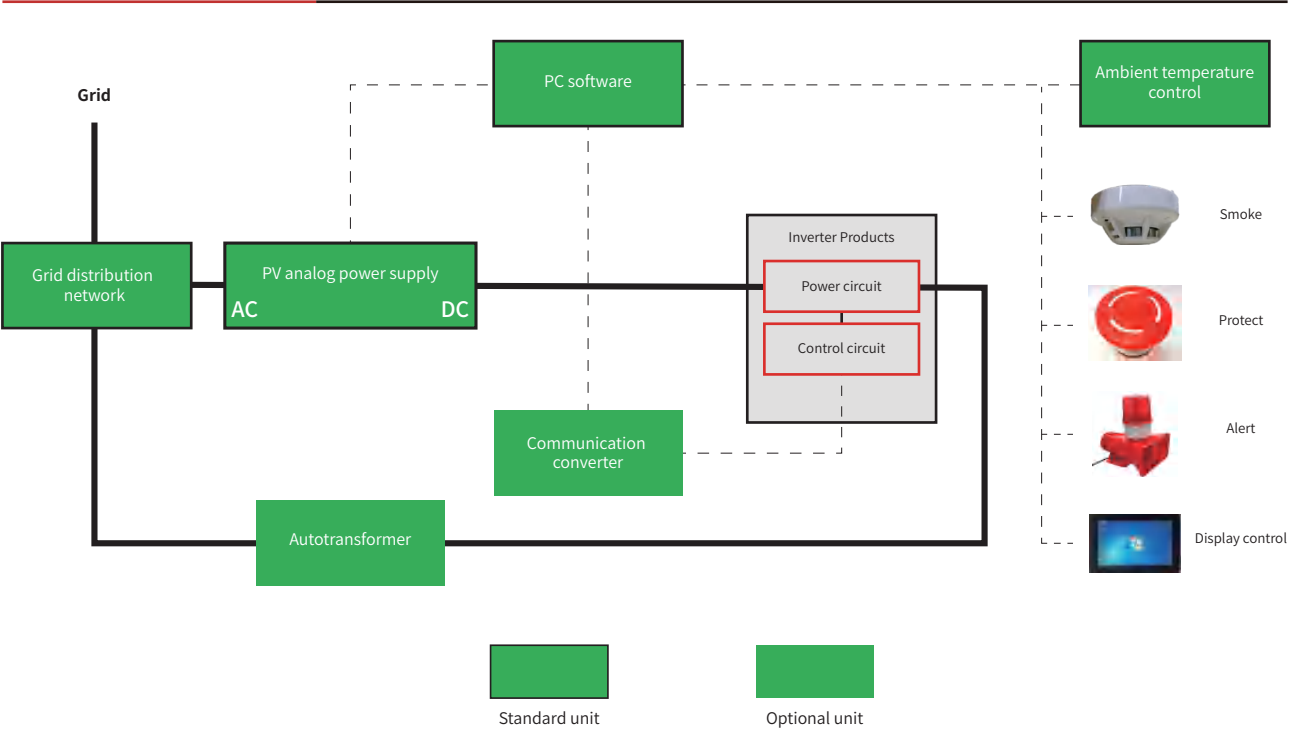 Grid
PC software
Ambient temperature
control
Smoke
Grid distribution
network
PV analog power supply
AC
DC
Inverter Products
Power circuit
Control circuit
Protect
Communication
converter
Alert
Autotransformer
Display control
Standard unit
Optional unit